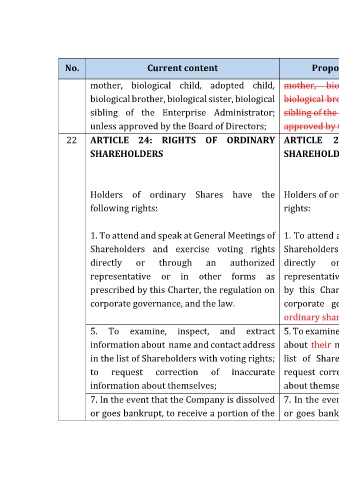 No. Current content Propo
mother, biological child, adopted child,
biological brother, biological sister, biological
sibling of the Enterprise Administrator;
unless approved by the Board of Directors;
mother, bio
biological bro
sibling of the
approved by t
22 ARTICLE 24: RIGHTS OF ORDINARY
SHAREHOLDERS
Holders of ordinary Shares have the
following rights:
1. To attend and speak at General Meetings of
Shareholders and exercise voting rights
directly or through an authorized
representative or in other forms as
prescribed by this Charter, the regulation on
corporate governance, and the law.
ARTICLE 2
SHAREHOLD
Holders of or
rights:
1. To attend a
Shareholders
directly or
representativ
by this Char
corporate go
ordinary shar
5. To examine, inspect, and extract
information about name and contact address
in the list of Shareholders with voting rights;
to request correction of inaccurate
information about themselves;
5. To examine
about their n
list of Share
request corre
about themse
7. In the event that the Company is dissolved
or goes bankrupt, to receive a portion of the
7. In the even
or goes bank